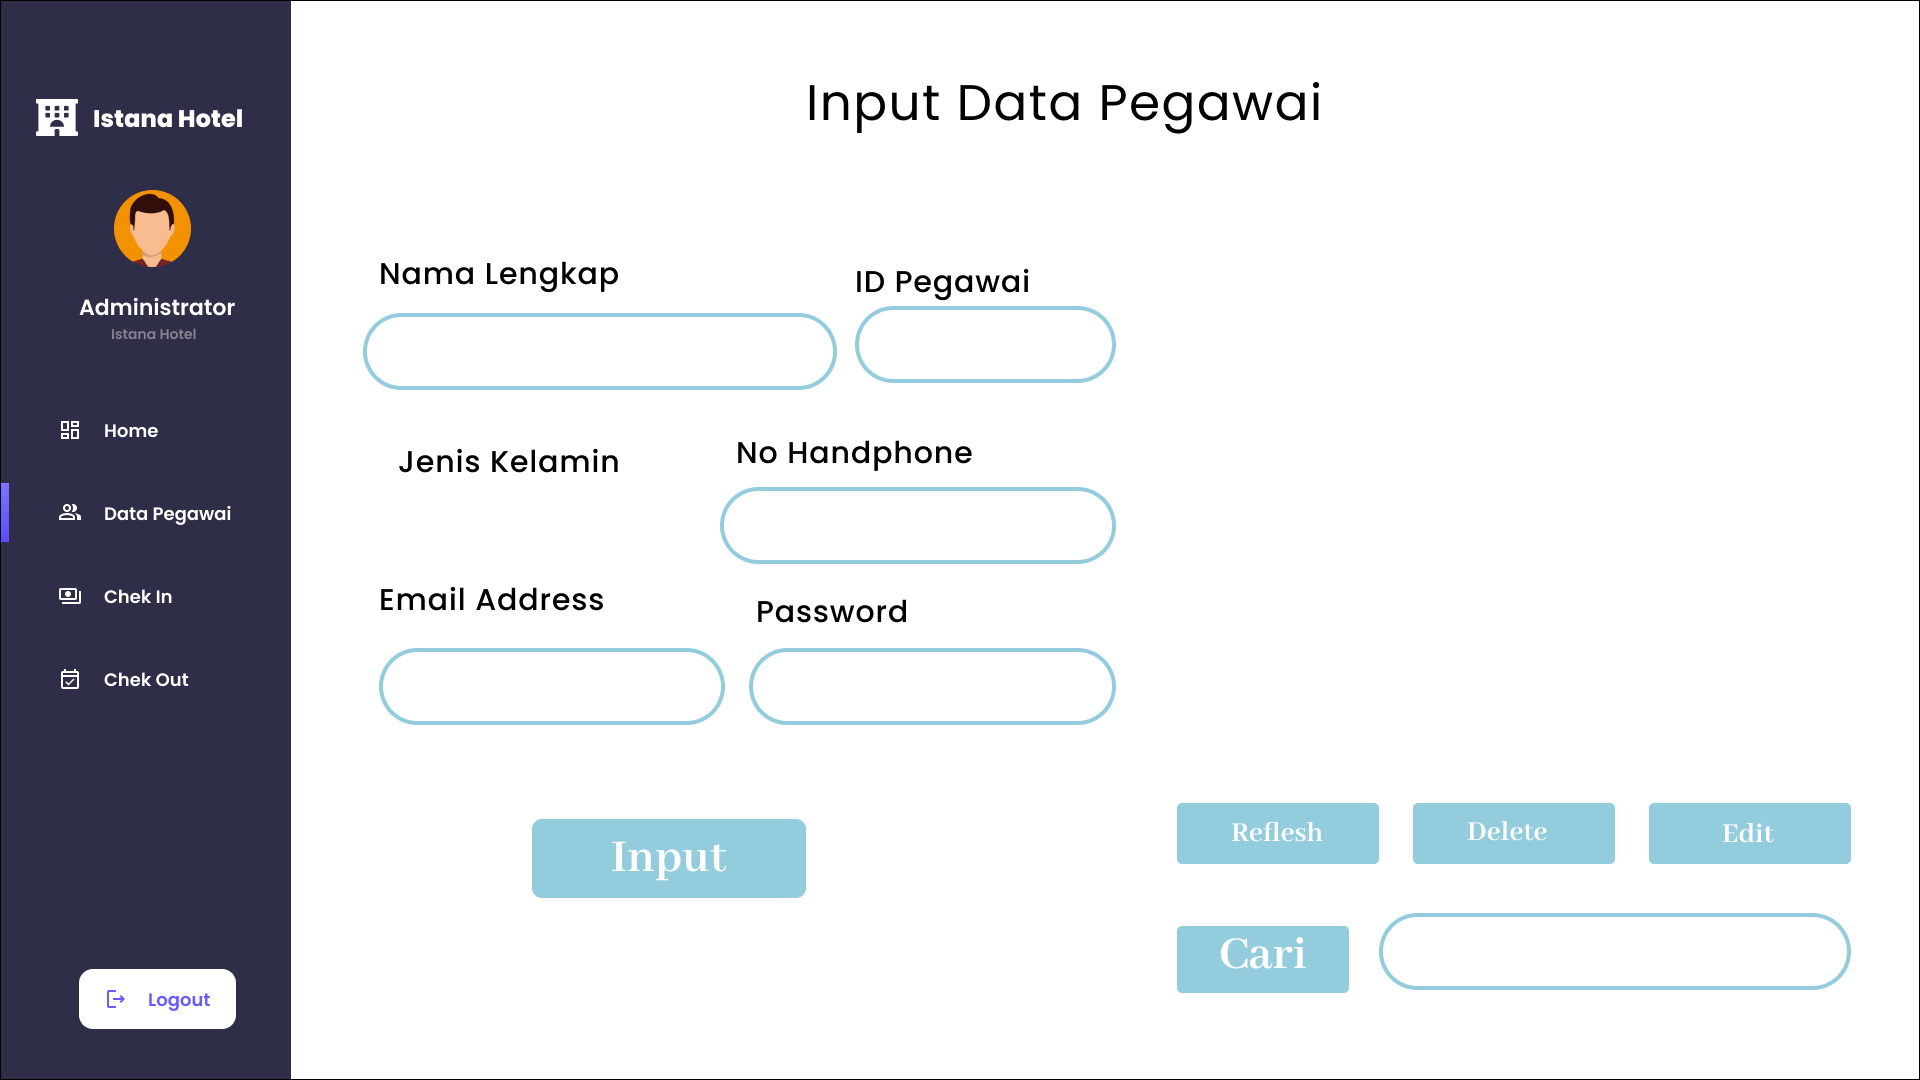 Istana Hotel
Administrator
Istana Hotel
Home
Data Pegawai
Chek In
Chek Out
Logout
Input Data Pegawai
Nama Lengkap
ID Pegawai
Jenis Kelamin
No Handphone
Email Address
Password
Input
Reflesh
Delete
Edit
Cari